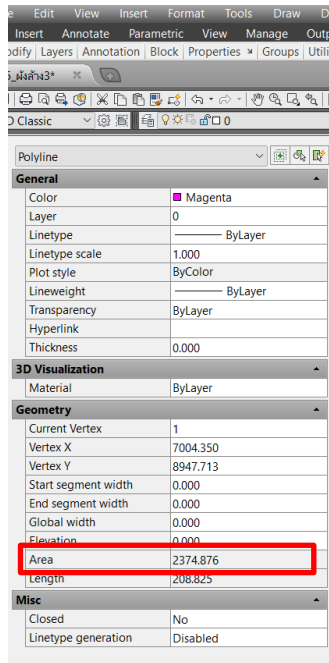 e Edit View Insert Format Tools Draw D
Insert Annotate Parametric View Manage Outp
odify Layers Annotation Block Properties Groups Utili
5_ผังล้าง3*
D Classic 0
Polyline
General
Color Magenta
Layer 0
Linetype ByLayer
Linetype scale 1.000
Plot style ByColor
Lineweight ByLayer
Transparency ByLayer
Hyperlink
Thickness 0.000
3D Visualization
Material ByLayer
Geometry
Current Vertex 1
Vertex X 7004.350
Vertex Y 8947.713
Start segment width 0.000
End segment width 0.000
Global width 0.000
Elevation 0.000
Area 2374.876
Length 208.825
Misc
Closed No
Linetype generation Disabled